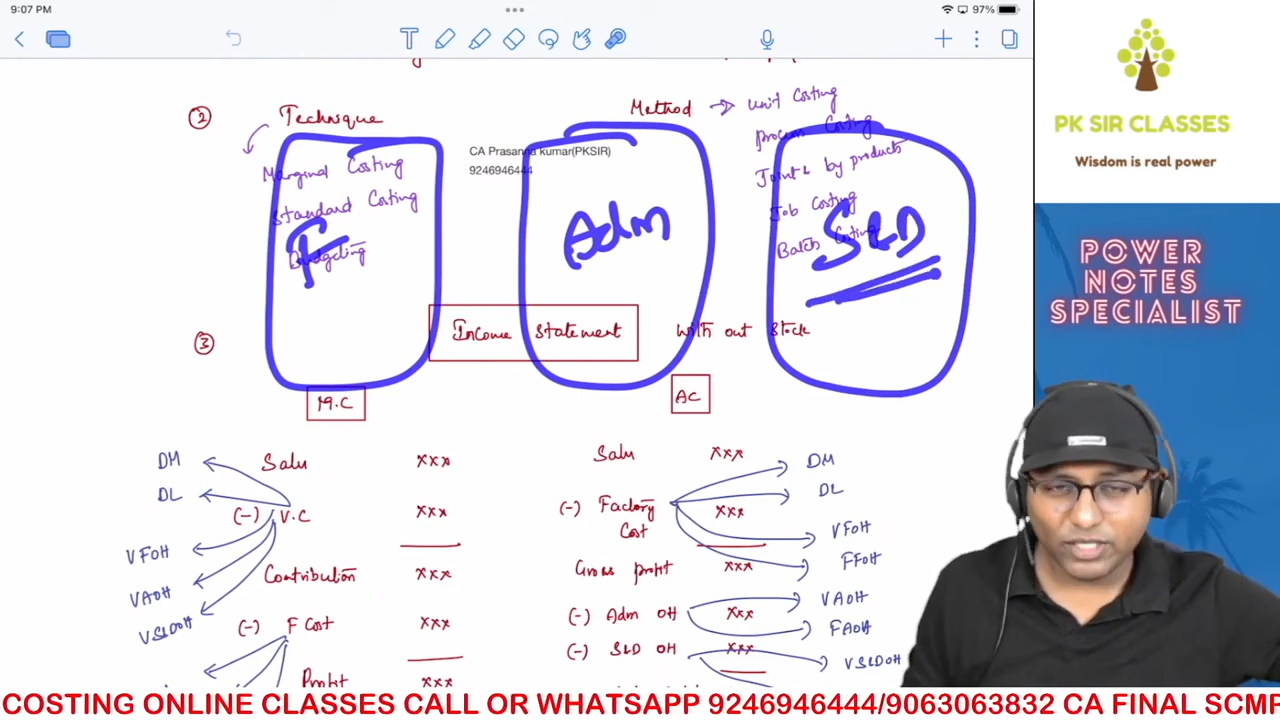 9:07 PM
97%
② Technique
Method → Unit Costing
Marginal Costing
Process Costing
Standard Costing
Joint & by products
Budgeting
Job Costing
Batch Costing
CA Prasanna kumar(PKSIR)
9246946444
F
Adm
S&D
③ Income Statement with out Stock
M.C
AC
Sales xxx
(-) V.C xxx
Contribution xxx
(-) F Cost xxx
Profit xxx
DM
DL
VFOH
VAOH
VS&DOH
Sales xxx
(-) Factory Cost xxx
Gross profit xxx
(-) Adm OH xxx
(-) S&D OH xxx
DM
DL
VFOH
FFOH
VAOH
FAOH
VS&DOH
PK SIR CLASSES
Wisdom is real power
POWER
NOTES
SPECIALIST
COSTING ONLINE CLASSES CALL OR WHATSAPP 9246946444/9063063832 CA FINAL SCMP